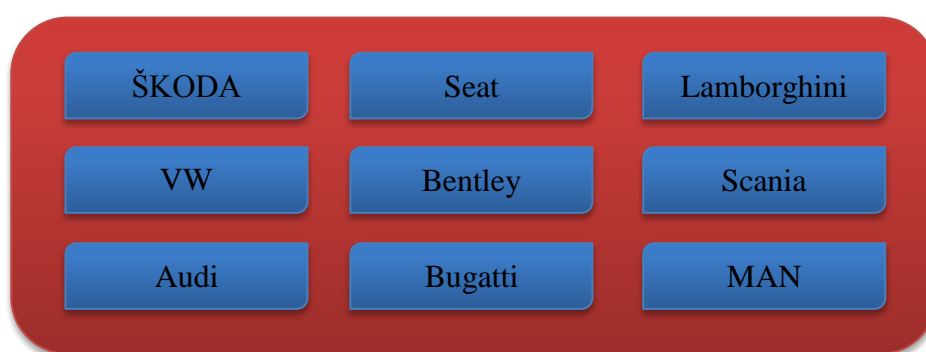 ŠKODA
Seat
Lamborghini
VW
Bentley
Scania
Audi
Bugatti
MAN